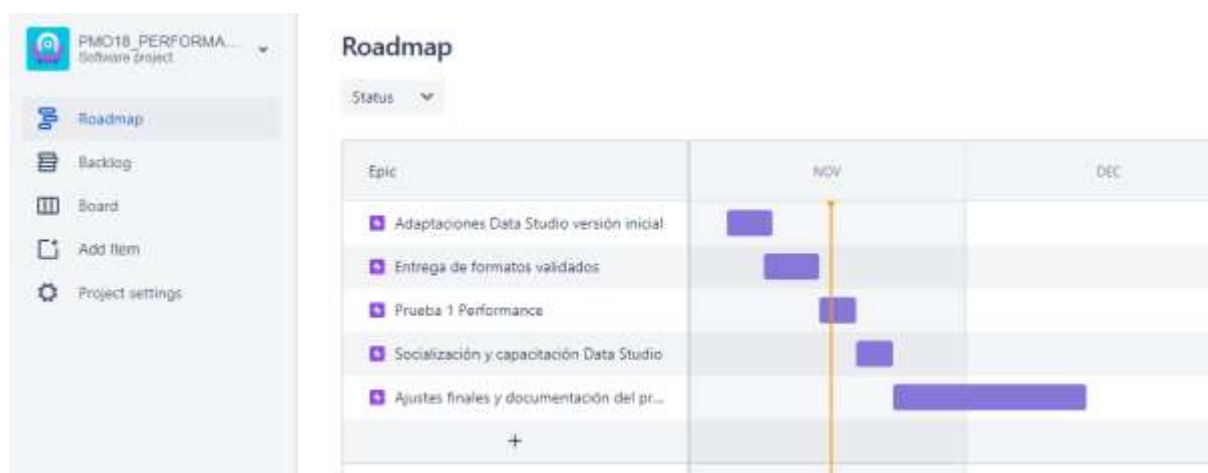 PMO18_PERFORMA...
Software project
Roadmap
Backlog
Board
Add Item
Project settings
Roadmap
Status
Epic
NOV
DEC
Adaptaciones Data Studio versión inicial
Entrega de formatos validados
Prueba 1 Performance
Socialización y capacitación Data Studio
Ajustes finales y documentación del pr...
+